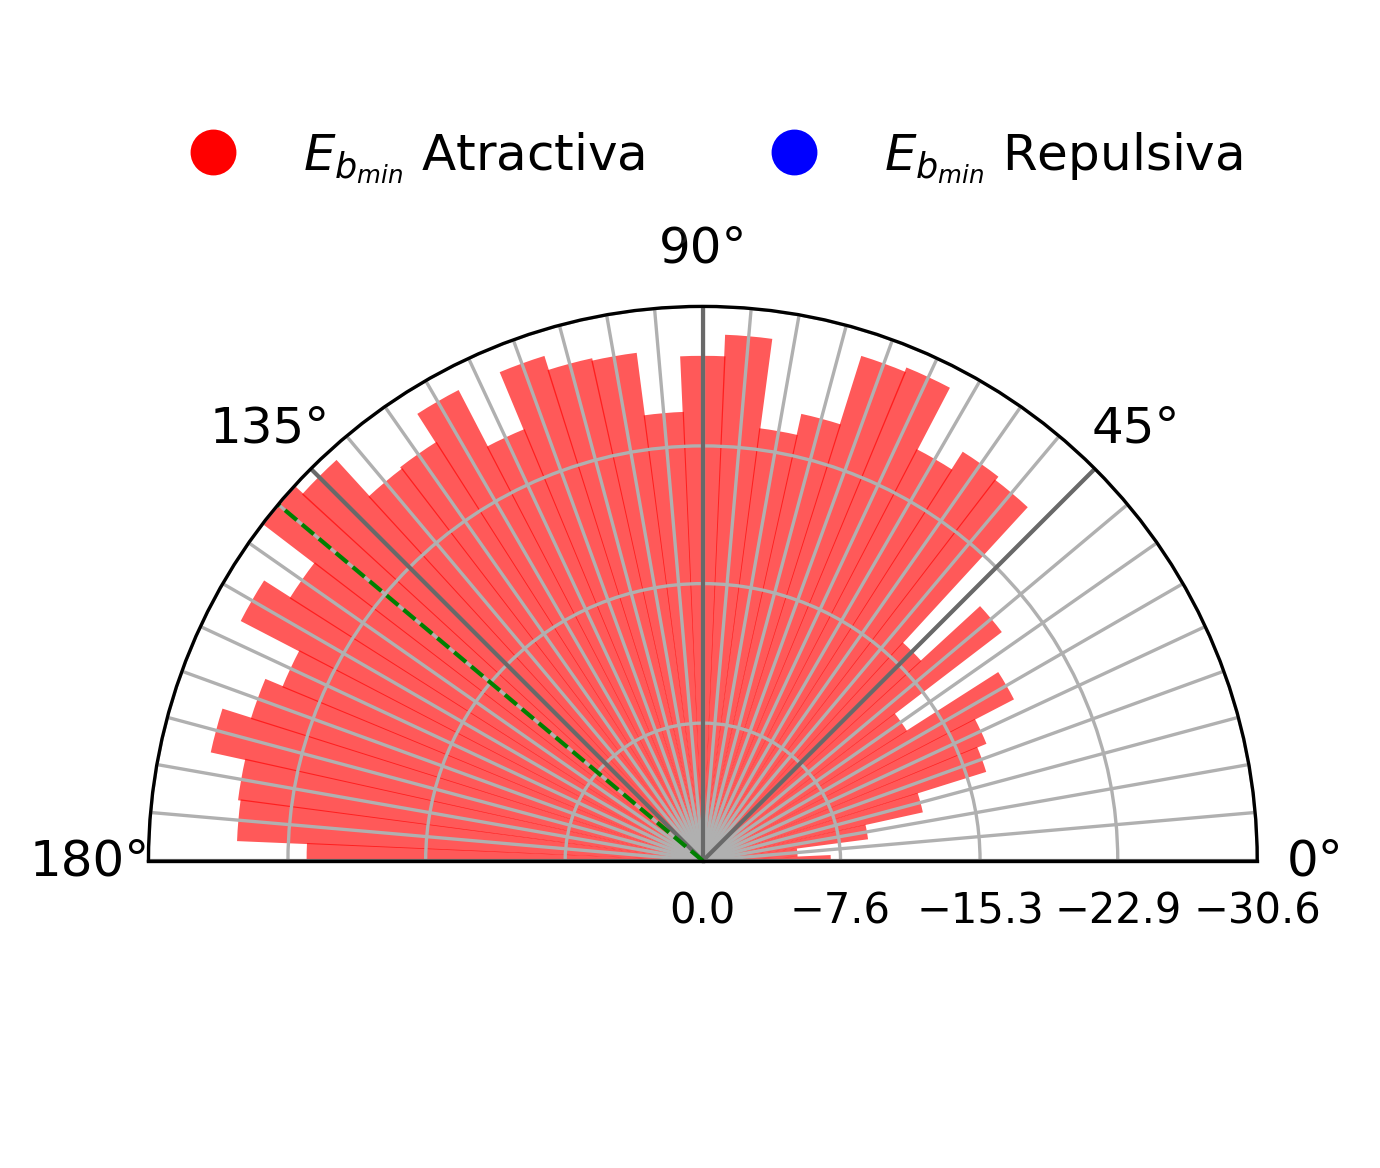 E_{b_{min}} Atractiva E_{b_{min}} Repulsiva
90°
135° 45°
180° 0°
0.0 −7.6 −15.3 −22.9 −30.6